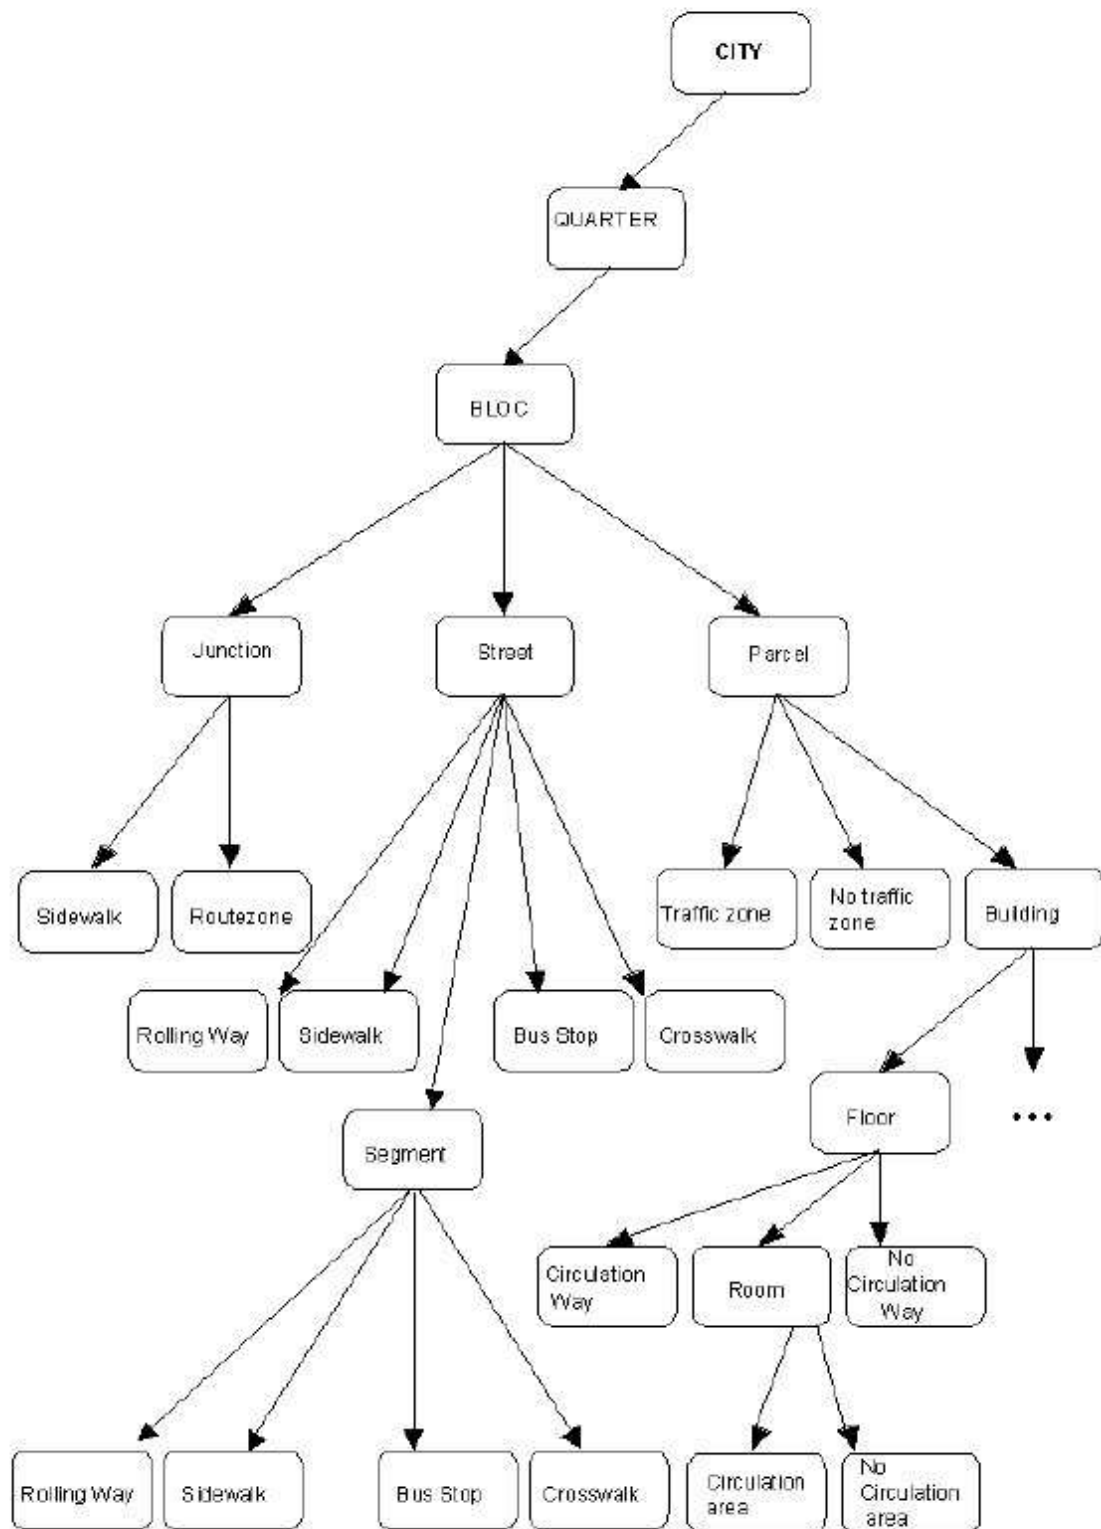 CITY
QUARTER
BLOC
Junction
Street
Parcel
Sidewalk
Routezone
Traffic zone
No traffic
zone
Building
Rolling Way
Sidewalk
Bus Stop
Crosswalk
Floor
•••
Segment
Circulation
Way
Room
No
Circulation
Way
Rolling Way
Sidewalk
Bus Stop
Crosswalk
Circulation
area
No
Circulation
area